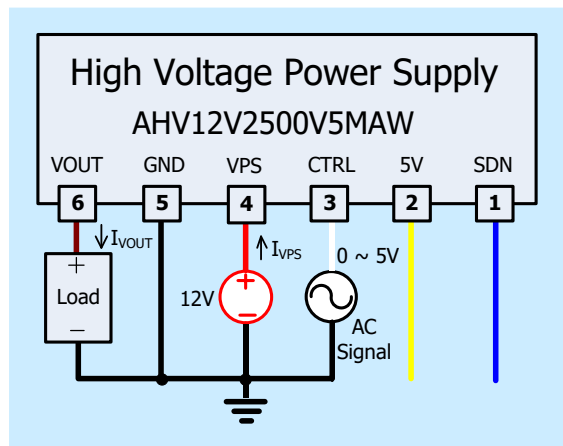 High Voltage Power Supply
AHV12V2500V5MAW
VOUT GND VPS CTRL 5V SDN
6 5 4 3 2 1
↓IVOUT ↑IVPS 0 ~ 5V
+ +
Load 12V
− −
AC
Signal